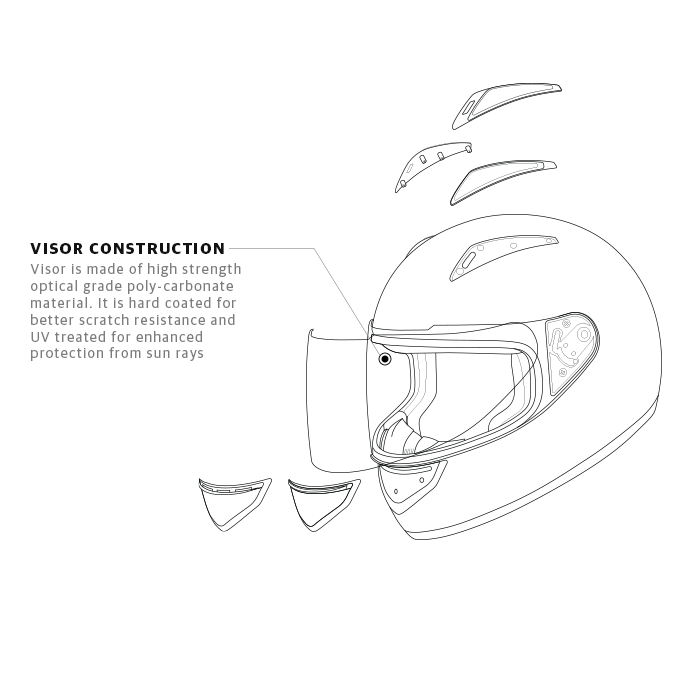 VISOR CONSTRUCTION
Visor is made of high strength
optical grade poly-carbonate
material. It is hard coated for
better scratch resistance and
UV treated for enhanced
protection from sun rays